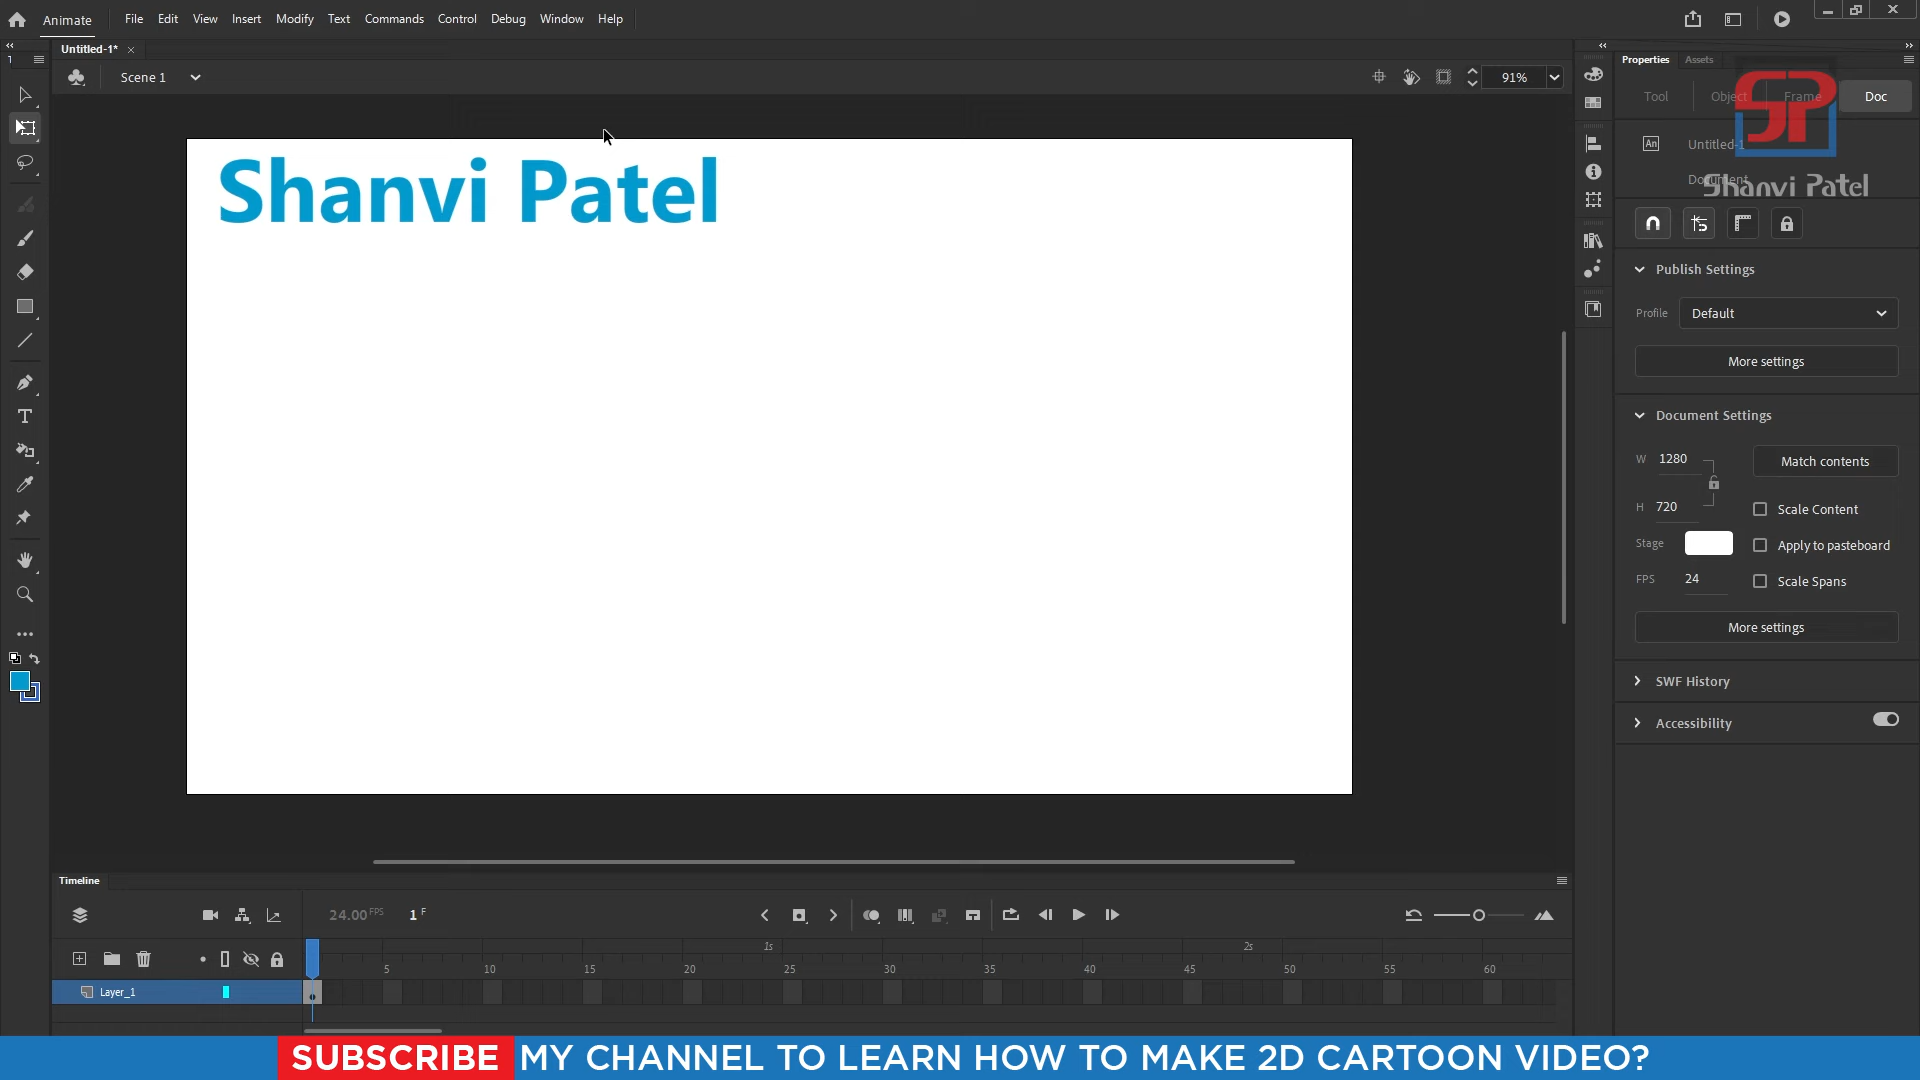 Animate File Edit View Insert Modify Text Commands Control Debug Window Help
Untitled-1*
Scene 1 91%
Shanvi Patel
Properties Assets
Tool Object Frame Doc
SP
An Untitled-1
Document
Shanvi Patel
Publish Settings
Profile Default
More settings
Document Settings
W 1280 Match contents
H 720 Scale Content
Stage Apply to pasteboard
FPS 24 Scale Spans
More settings
SWF History
Accessibility
Timeline
24.00 FPS 1 F
1s 2s
5 10 15 20 25 30 35 40 45 50 55 60
Layer_1
SUBSCRIBE MY CHANNEL TO LEARN HOW TO MAKE 2D CARTOON VIDEO?